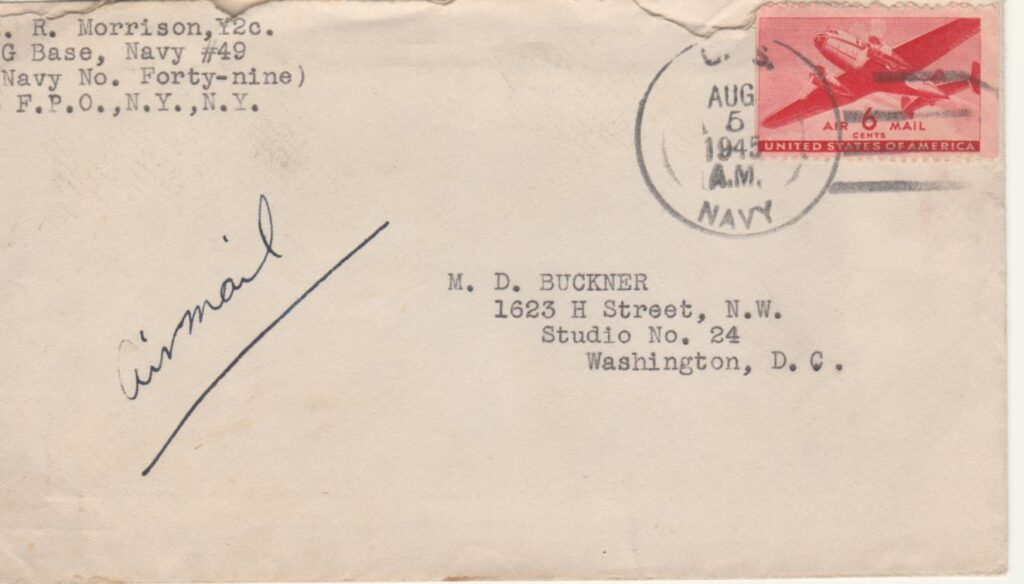 . R. Morrison,Y2c.
G Base, Navy #49
Navy No. Forty-nine)
F.P.O.,N.Y.,N.Y.
U. S.
AUG
5
1945
A.M.
NAVY
AIR 6 MAIL
CENTS
UNITED STATES OF AMERICA
Airmail
M. D. BUCKNER
1623 H Street, N.W.
Studio No. 24
Washington, D. C.